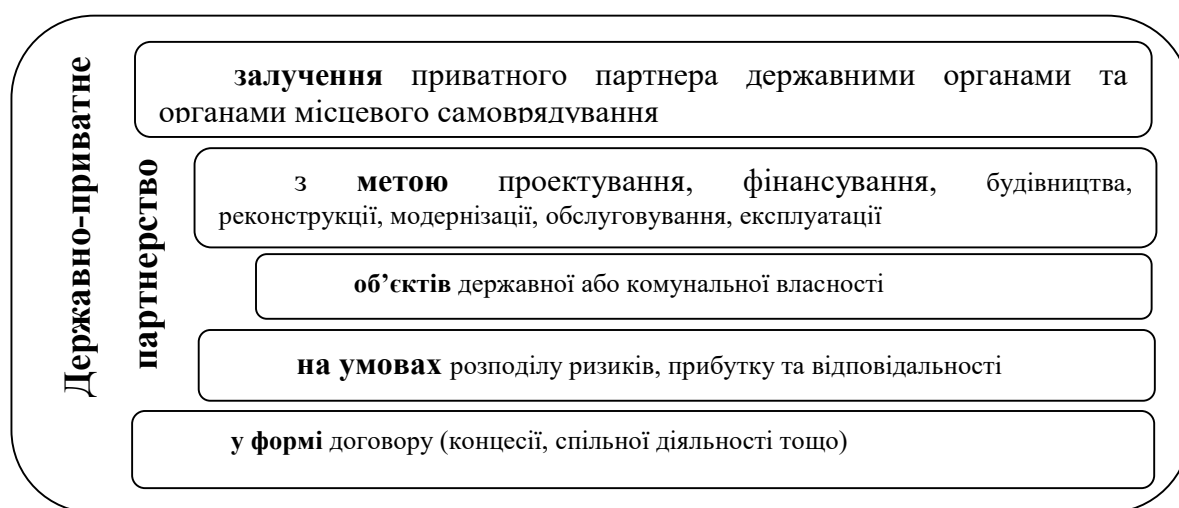 Державно-приватне
партнерство
залучення приватного партнера державними органами та
органами місцевого самоврядування
з метою проектування, фінансування, будівництва,
реконструкції, модернізації, обслуговування, експлуатації
об’єктів державної або комунальної власності
на умовах розподілу ризиків, прибутку та відповідальності
у формі договору (концесії, спільної діяльності тощо)